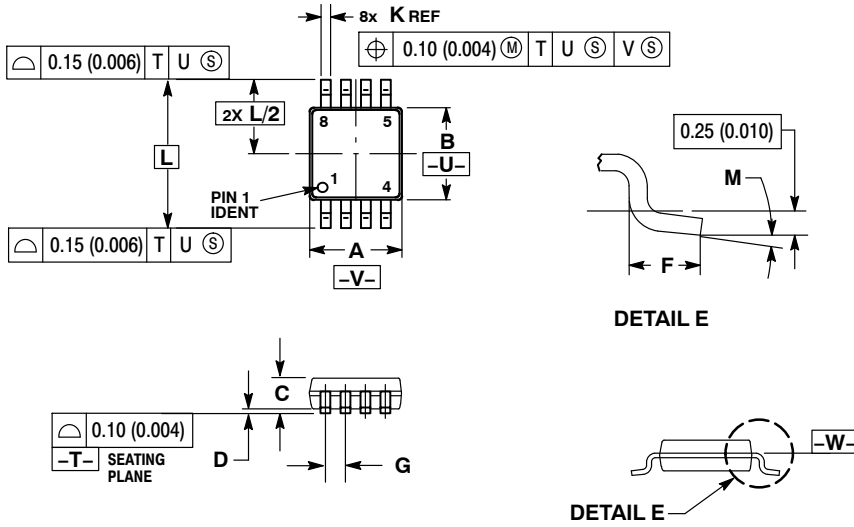 8x K REF
⌖ 0.10 (0.004) Ⓜ T U Ⓢ V Ⓢ
⌓ 0.15 (0.006) T U Ⓢ
2X L/2
8 5
B
–U–
L
PIN 1
IDENT
1
4
⌓ 0.15 (0.006) T U Ⓢ
A
–V–
0.25 (0.010)
M
F
DETAIL E
C
⌓ 0.10 (0.004)
–T– SEATING
PLANE
D
G
–W–
DETAIL E